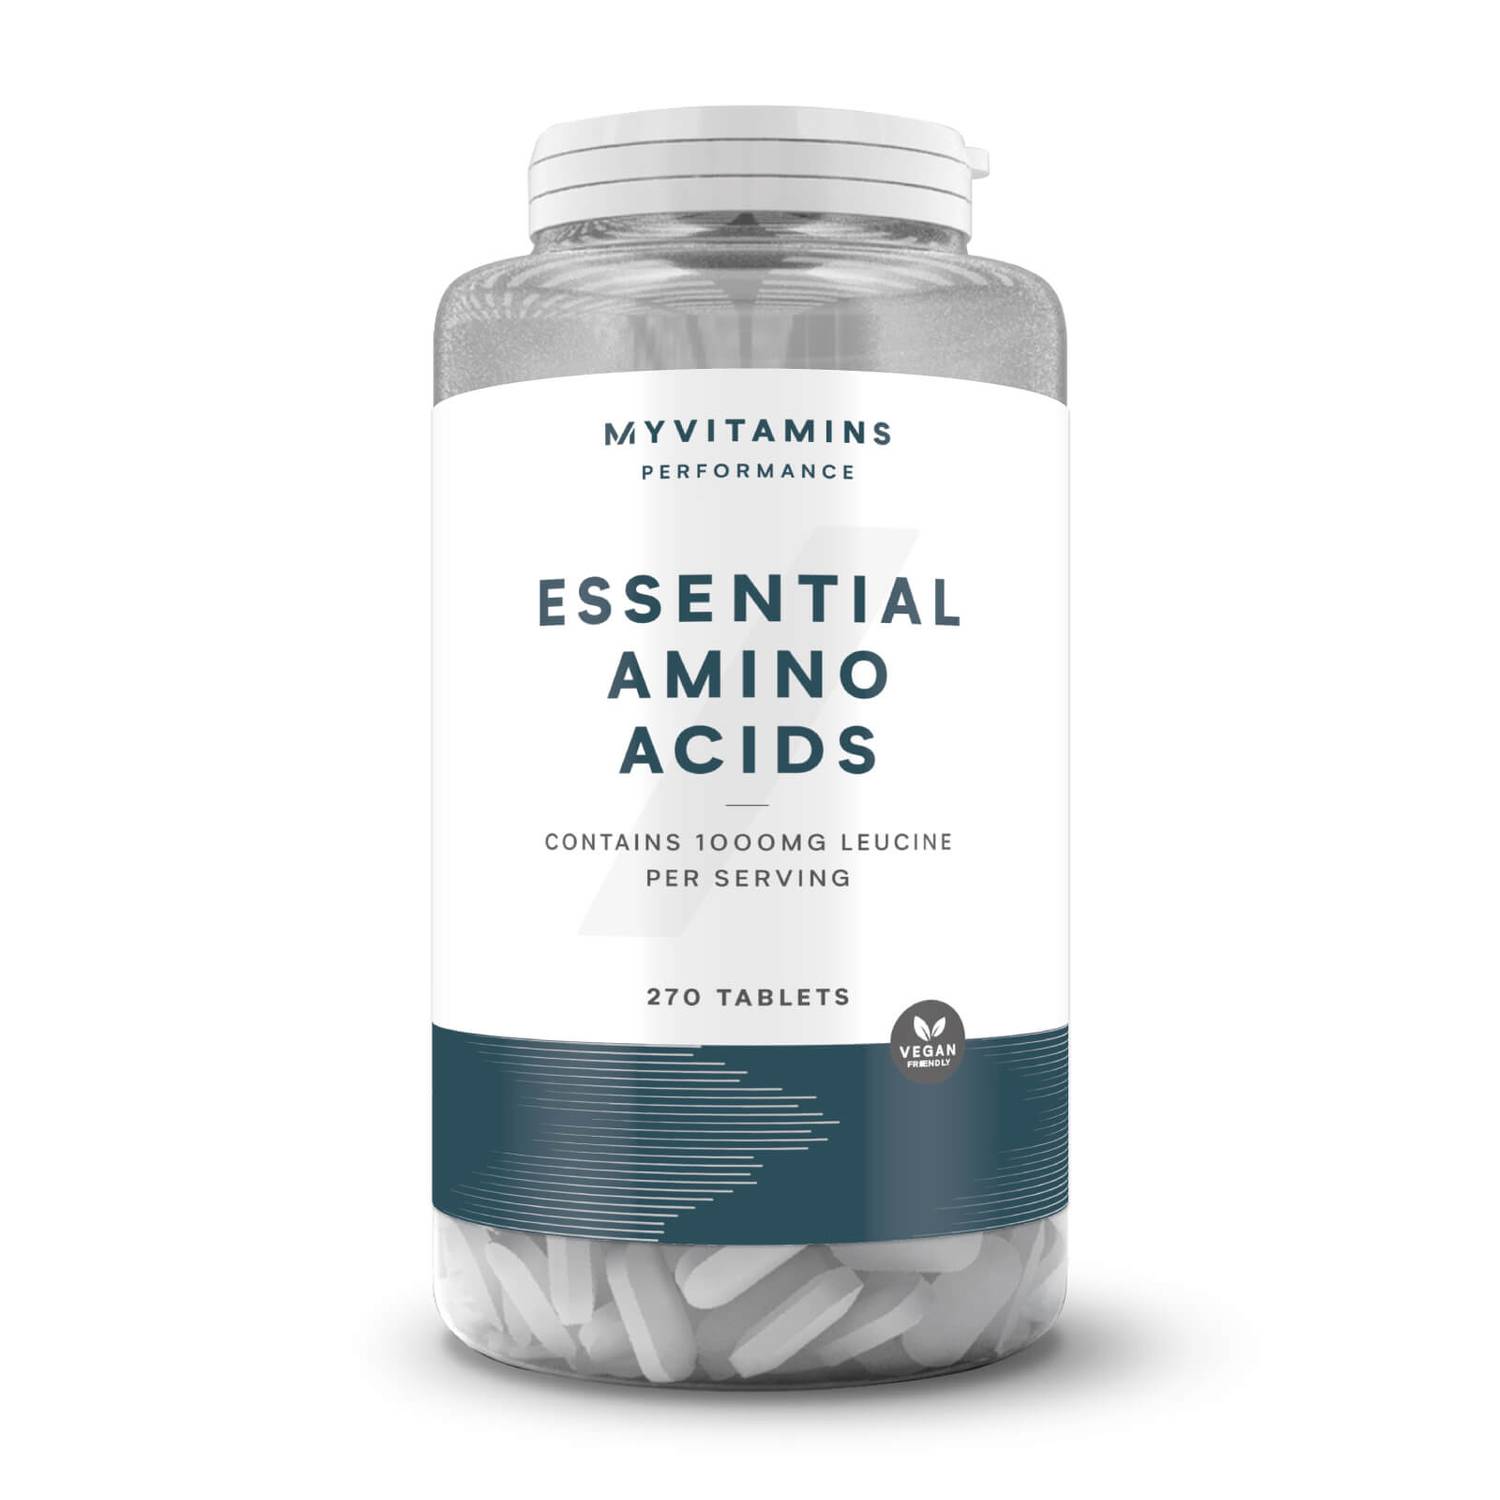 MYVITAMINS
PERFORMANCE
ESSENTIAL
AMINO
ACIDS
CONTAINS 1000MG LEUCINE
PER SERVING
270 TABLETS
VEGAN
FRIENDLY